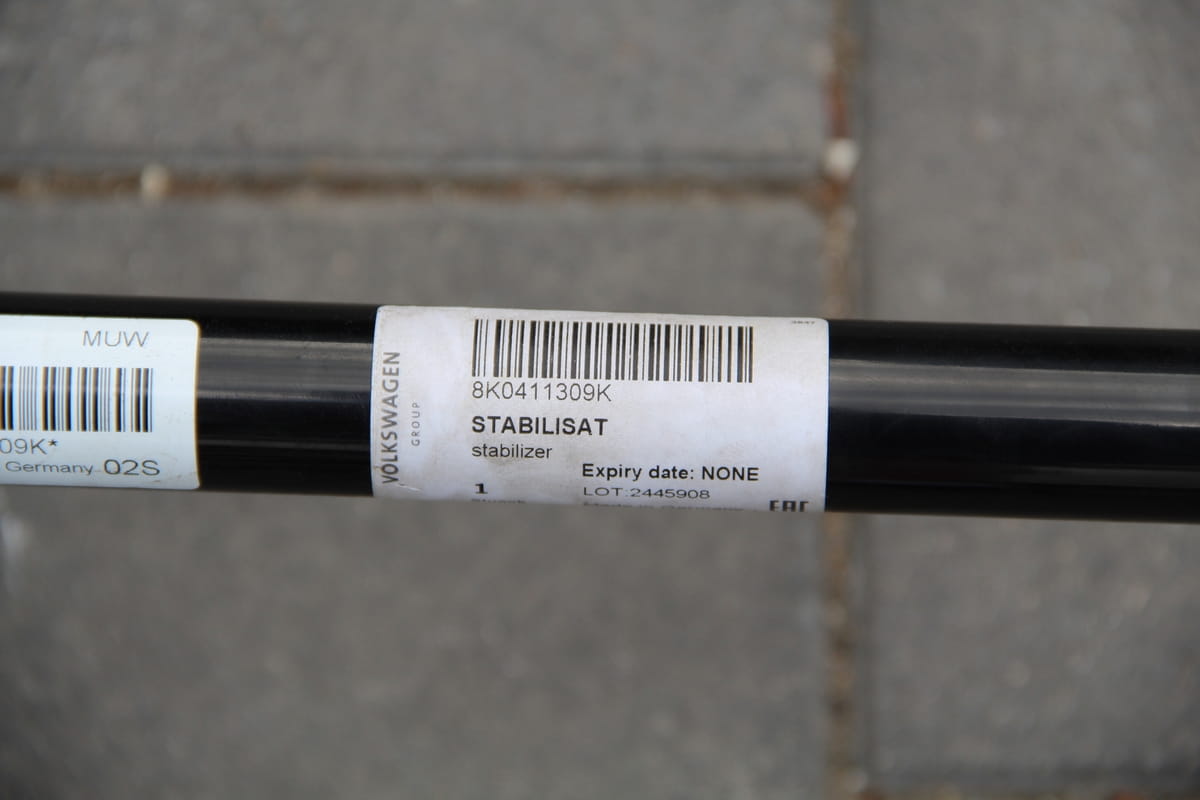 MUW
09K*
Germany 02S
VOLKSWAGEN
GROUP
8K0411309K
STABILISAT
stabilizer
Expiry date: NONE
1
LOT:2445908
EAC